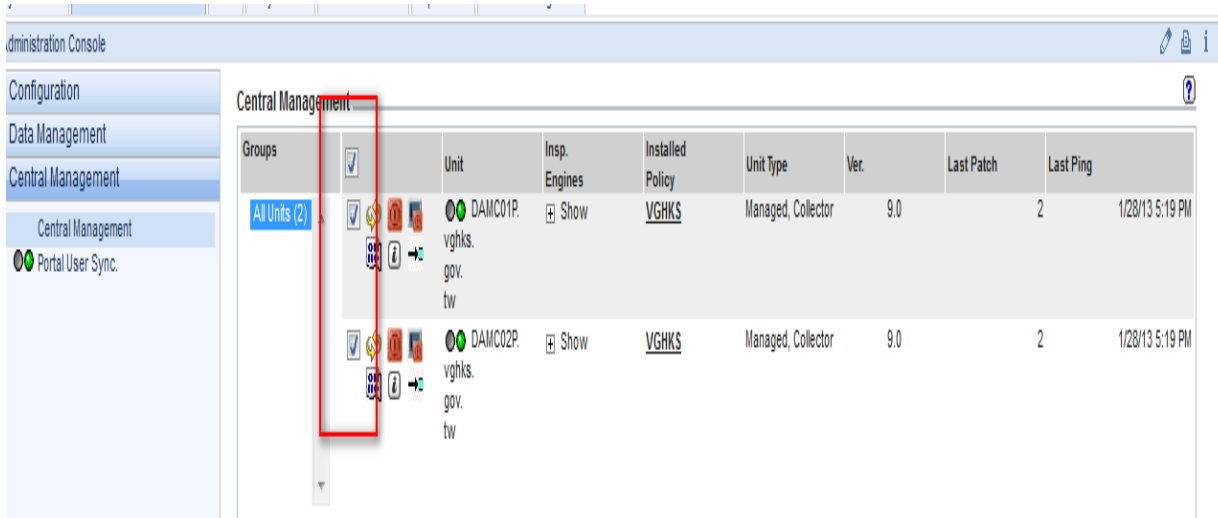 Administration Console
i
Configuration
Data Management
Central Management
Central Management
Portal User Sync.
Central Management
?
Groups
Unit
Insp.
Engines
Installed
Policy
Unit Type
Ver.
Last Patch
Last Ping
All Units (2)
DAMC01P.
vghks.
gov.
tw
+ Show
VGHKS
Managed, Collector
9.0
2
1/28/13 5:19 PM
i
DAMC02P.
vghks.
gov.
tw
+ Show
VGHKS
Managed, Collector
9.0
2
1/28/13 5:19 PM
i